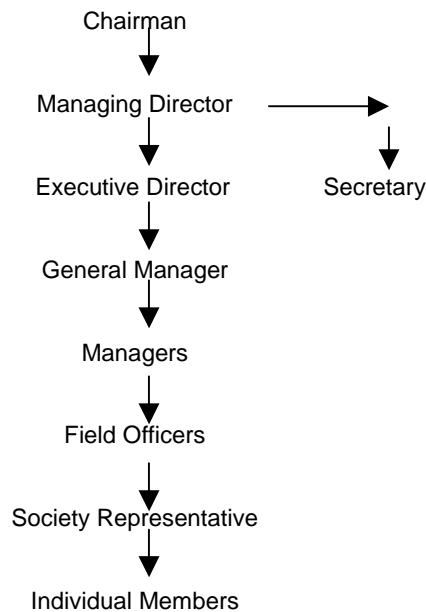 Chairman
Managing Director
Executive Director Secretary
General Manager
Managers
Field Officers
Society Representative
Individual Members